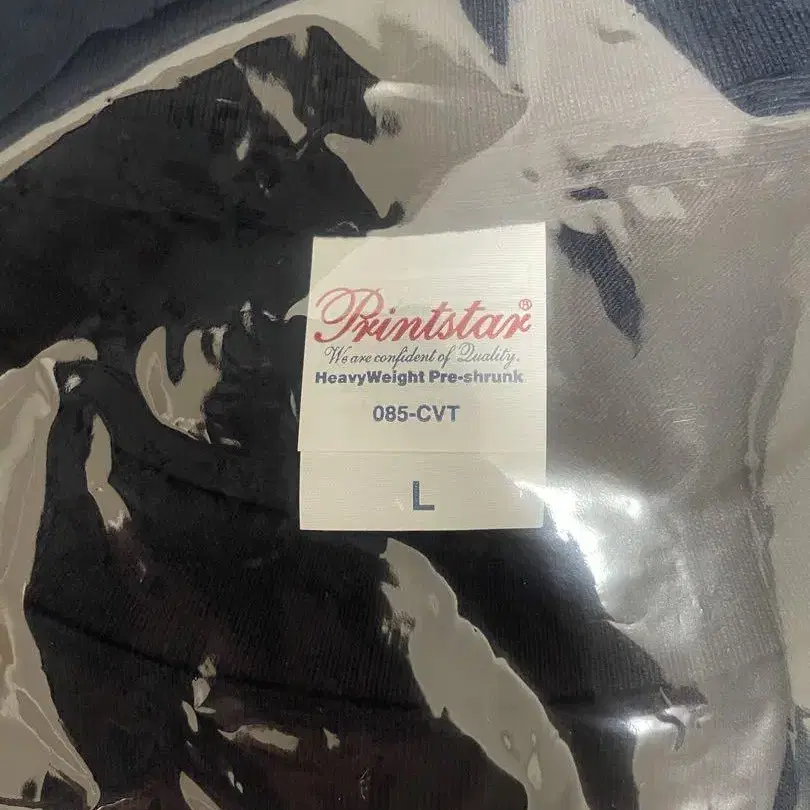 Printstar®
We are confident of Quality.
HeavyWeight Pre-shrunk
085-CVT
L